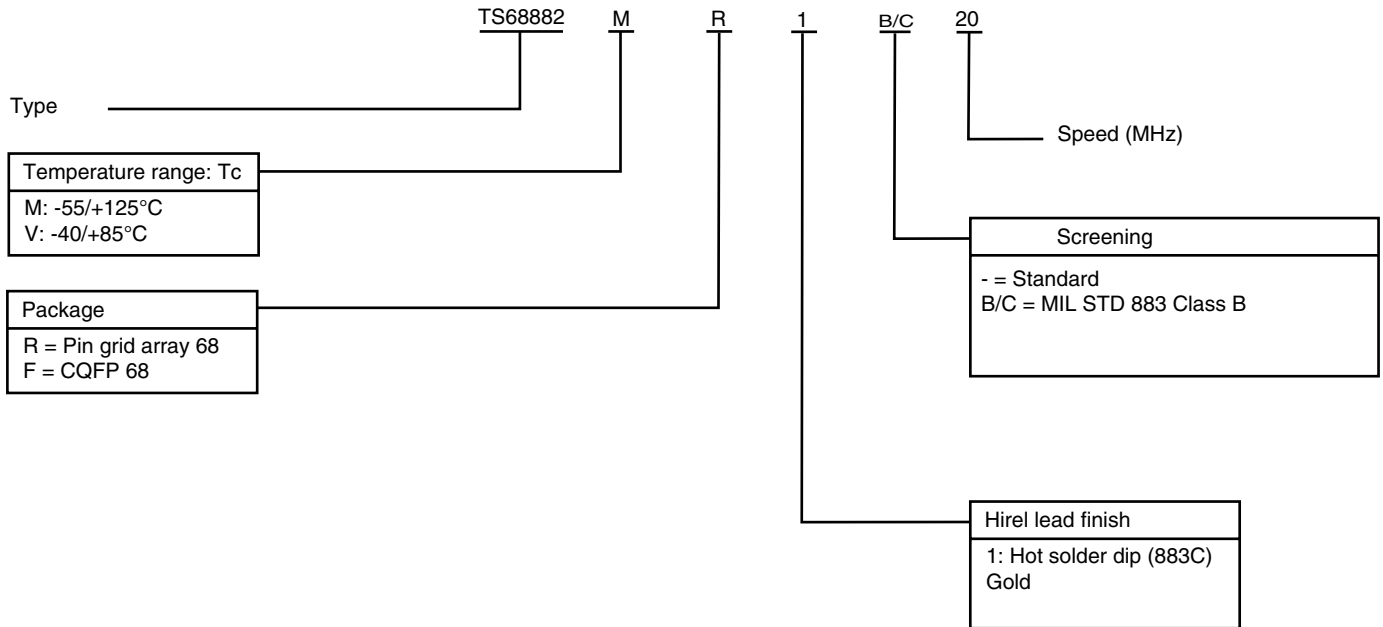 TS68882 M R 1 B/C 20
Type
Speed (MHz)
Temperature range: Tc
M: -55/+125°C
V: -40/+85°C
Screening
- = Standard
B/C = MIL STD 883 Class B
Package
R = Pin grid array 68
F = CQFP 68
Hirel lead finish
1: Hot solder dip (883C)
Gold